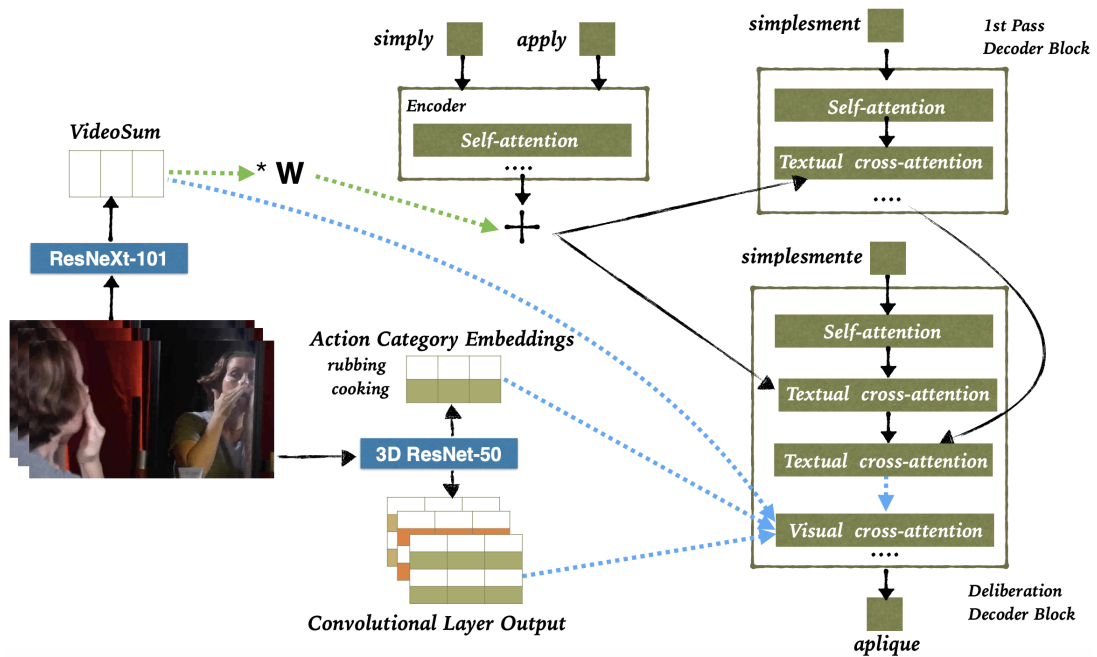 simply
apply
simplesment
1st Pass
Decoder Block
Encoder
Self-attention
....
Self-attention
Textual cross-attention
....
VideoSum
* W
+
ResNeXt-101
simplesmente
Self-attention
Textual cross-attention
Textual cross-attention
Visual cross-attention
....
Action Category Embeddings
rubbing
cooking
3D ResNet-50
Convolutional Layer Output
Deliberation
Decoder Block
aplique